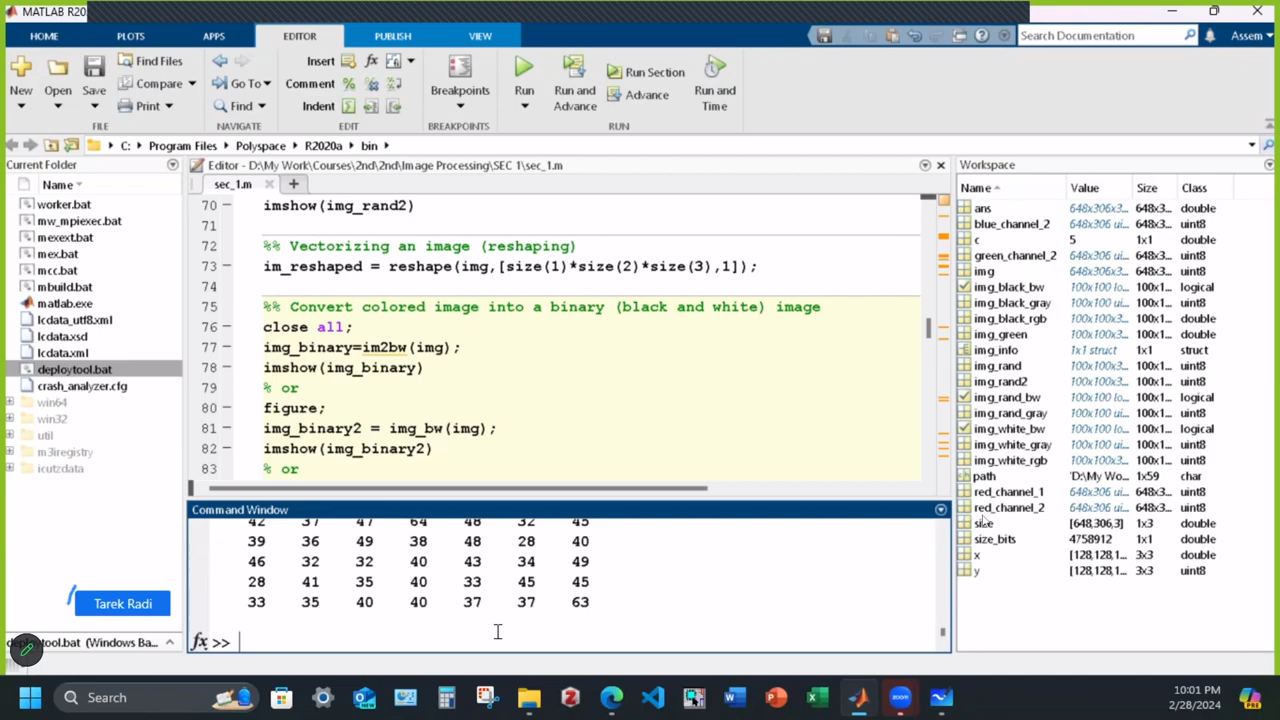 MATLAB R20
HOME PLOTS APPS EDITOR PUBLISH VIEW Search Documentation Assem
New Open Save Find Files Compare Print Go To Find Insert Comment Indent Breakpoints Run Run and Advance Run Section Advance Run and Time
FILE NAVIGATE EDIT BREAKPOINTS RUN
C: Program Files Polyspace R2020a bin
Current Folder
Name
worker.bat
mw_mpiexec.bat
mexext.bat
mex.bat
mcc.bat
mbuild.bat
matlab.exe
lcdata_utf8.xml
lcdata.xsd
lcdata.xml
deploytool.bat
crash_analyzer.cfg
win64
win32
util
m3iregistry
icutzdata
Tarek Radi
deploytool.bat (Windows Ba...
Editor - D:\My Work\Courses\2nd\2nd\Image Processing\SEC 1\sec_1.m
sec_1.m
70 – imshow(img_rand2)
71
72 %% Vectorizing an image (reshaping)
73 – im_reshaped = reshape(img,[size(1)*size(2)*size(3),1]);
74
75 %% Convert colored image into a binary (black and white) image
76 – close all;
77 – img_binary=im2bw(img);
78 – imshow(img_binary)
79 % or
80 – figure;
81 – img_binary2 = img_bw(img);
82 – imshow(img_binary2)
83 % or
Command Window
42 37 47 64 48 32 45
39 36 49 38 48 28 40
46 32 32 40 43 34 49
28 41 35 40 33 45 45
33 35 40 40 37 37 63
fx >>
Workspace
Name Value Size Class
ans 648x306x3... 648x3... double
blue_channel_2 648x306 ui... 648x3... uint8
c 5 1x1 double
green_channel_2 648x306 ui... 648x3... uint8
img 648x306x3... 648x3... uint8
img_black_bw 100x100 lo... 100x1... logical
img_black_gray 100x100 ui... 100x1... uint8
img_black_rgb 100x100x3... 100x1... uint8
img_green 100x100x3... 100x1... double
img_info 1x1 struct 1x1 struct
img_rand 100x100x3... 100x1... uint8
img_rand2 100x100x3... 100x1... uint8
img_rand_bw 100x100 lo... 100x1... logical
img_rand_gray 100x100 ui... 100x1... uint8
img_white_bw 100x100 lo... 100x1... logical
img_white_gray 100x100 ui... 100x1... uint8
img_white_rgb 100x100x3... 100x1... uint8
path 'D:\My Wo... 1x59 char
red_channel_1 648x306 ui... 648x3... uint8
red_channel_2 648x306 ui... 648x3... uint8
size [648,306,3] 1x3 double
size_bits 4758912 1x1 double
x [128,128,1... 3x3 double
y [128,128,1... 3x3 uint8
Search
10:01 PM
2/28/2024